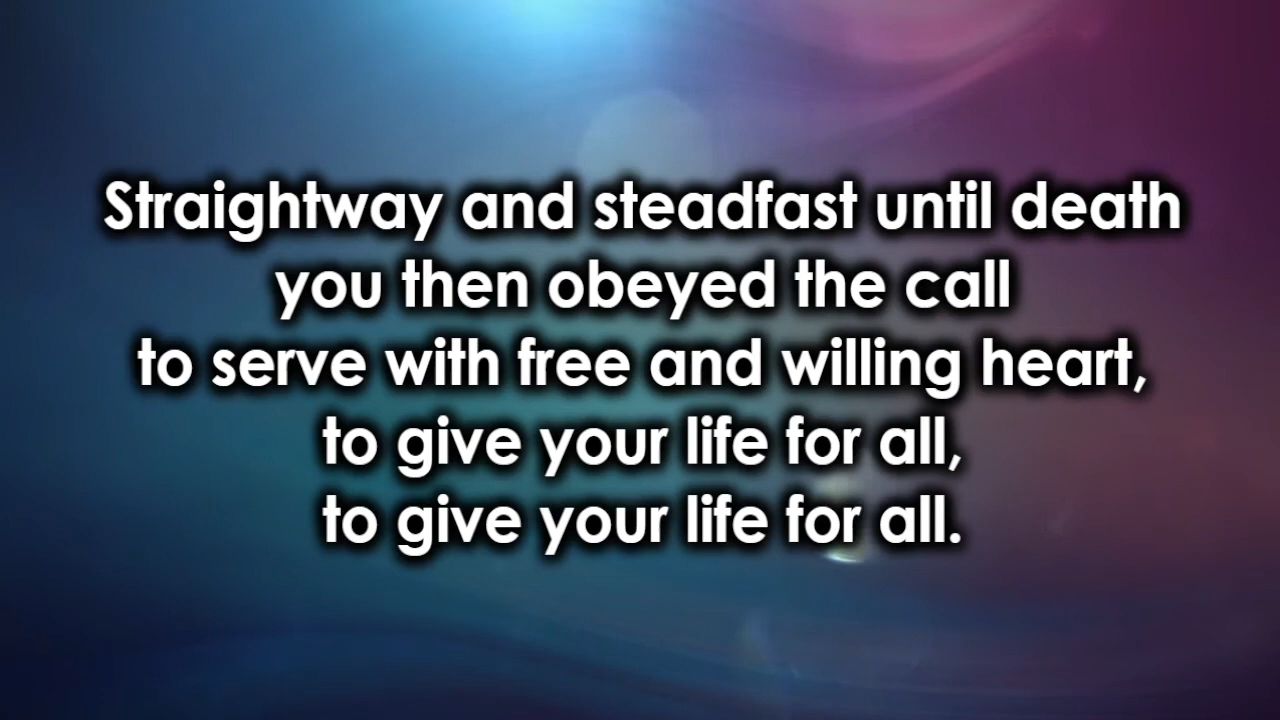 Straightway and steadfast until death
you then obeyed the call
to serve with free and willing heart,
to give your life for all,
to give your life for all.